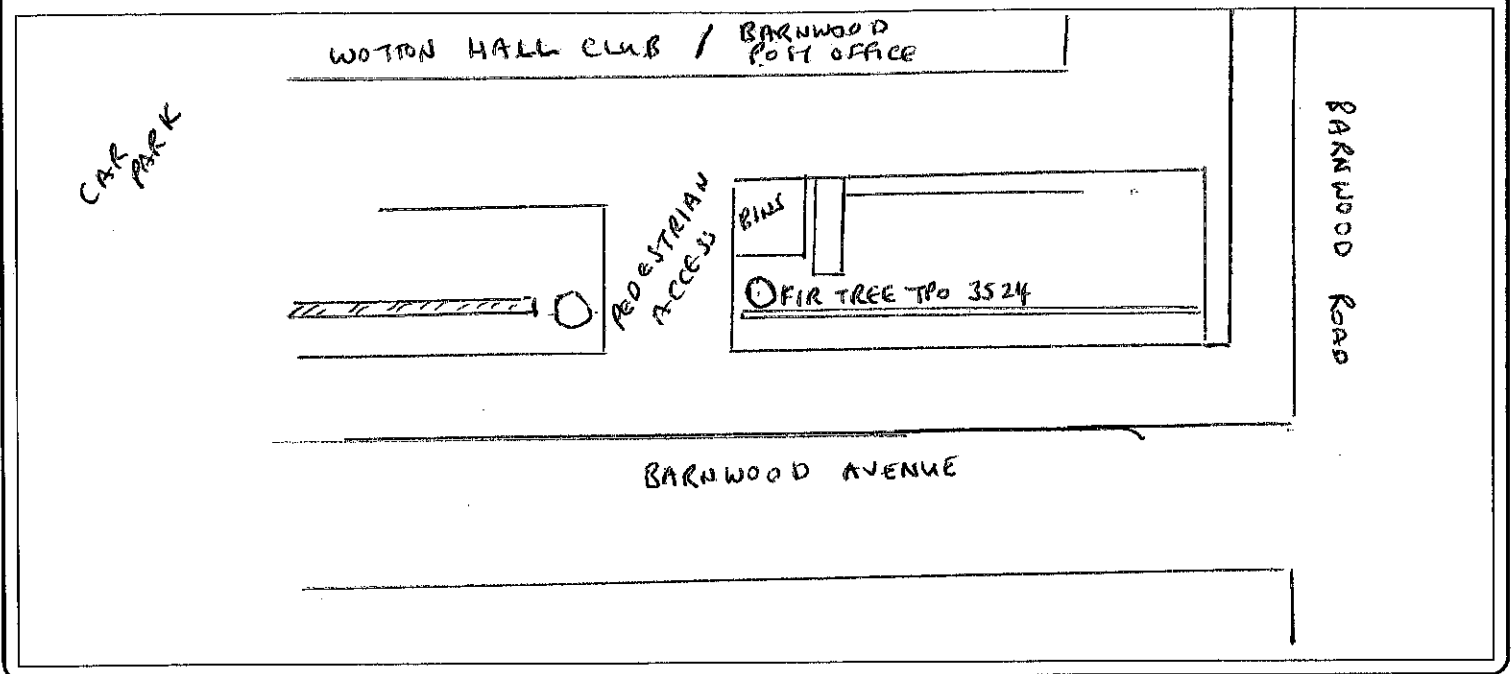 WOTTON HALL CLUB / BARNWOOD
POST OFFICE
CAR
PARK
PEDESTRIAN
ACCESS
BINS
FIR TREE TPO 3524
BARNWOOD ROAD
BARNWOOD AVENUE